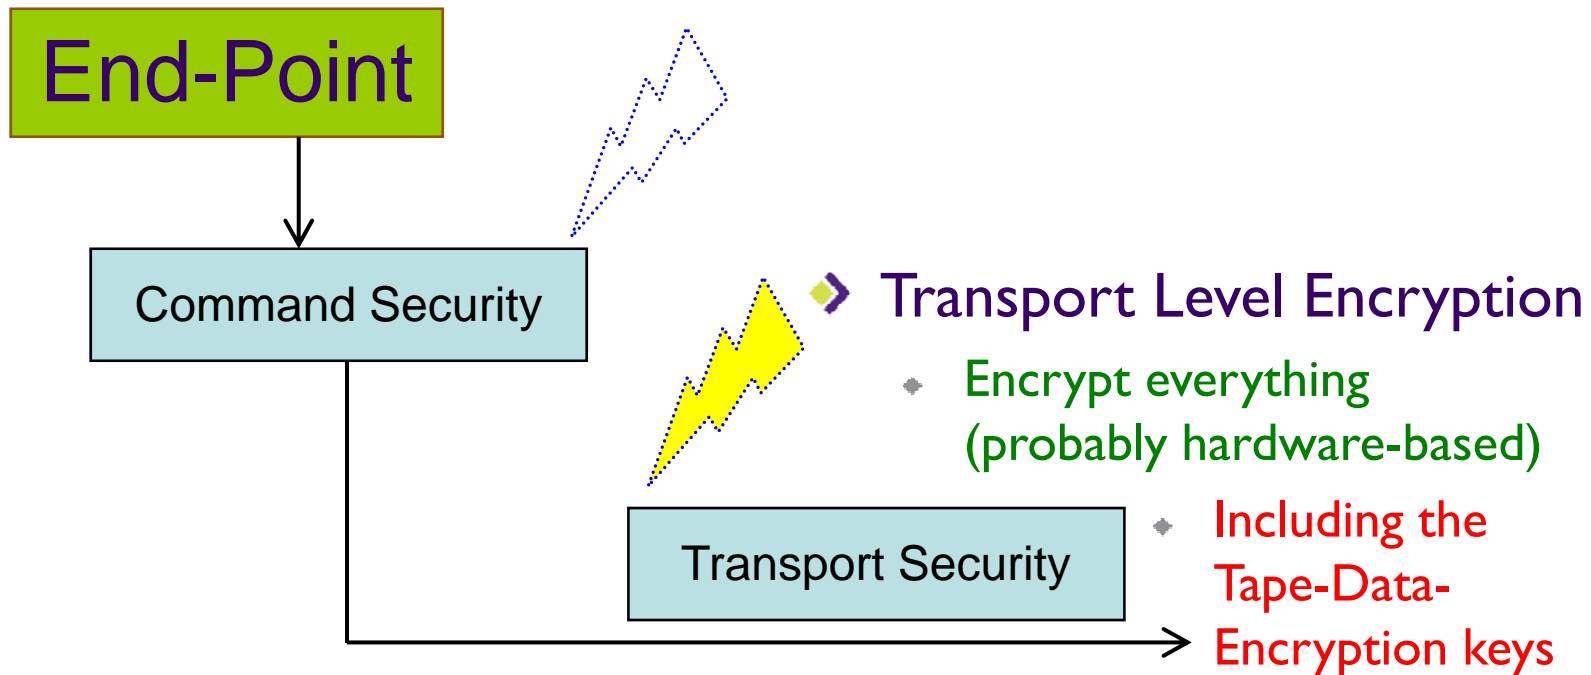 End-Point
Command Security
Transport Level Encryption
Encrypt everything
(probably hardware-based)
Transport Security
Including the
Tape-Data-
Encryption keys